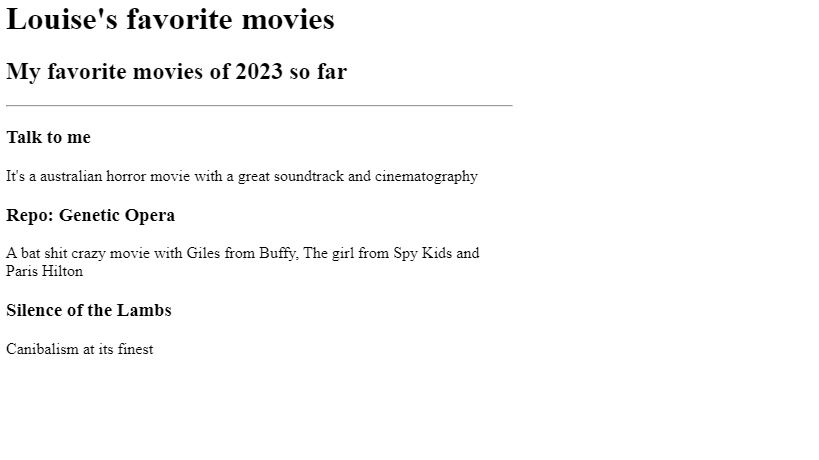 Louise's favorite movies
My favorite movies of 2023 so far
Talk to me
It's a australian horror movie with a great soundtrack and cinematography
Repo: Genetic Opera
A bat shit crazy movie with Giles from Buffy, The girl from Spy Kids and
Paris Hilton
Silence of the Lambs
Canibalism at its finest